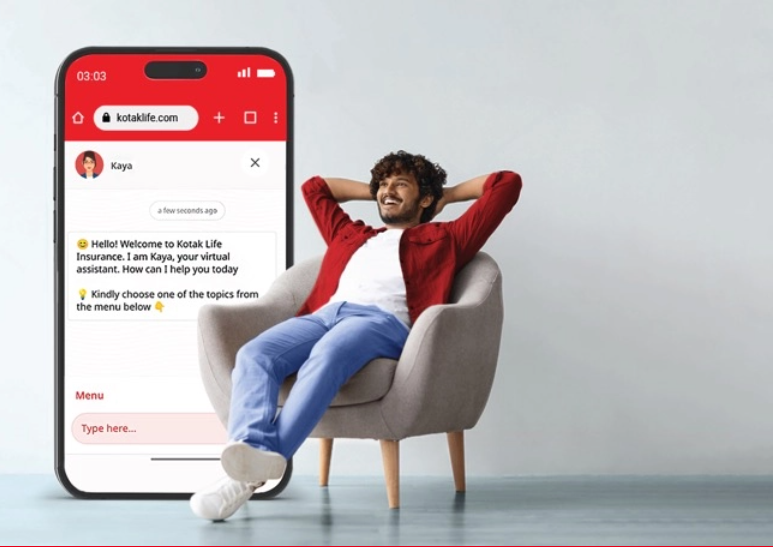 03:03
kotaklife.com
Kaya
a few seconds ago
😊 Hello! Welcome to Kotak Life
Insurance. I am Kaya, your virtual
assistant. How can I help you today
💡 Kindly choose one of the topics from
the menu below 👇
Menu
Type here...